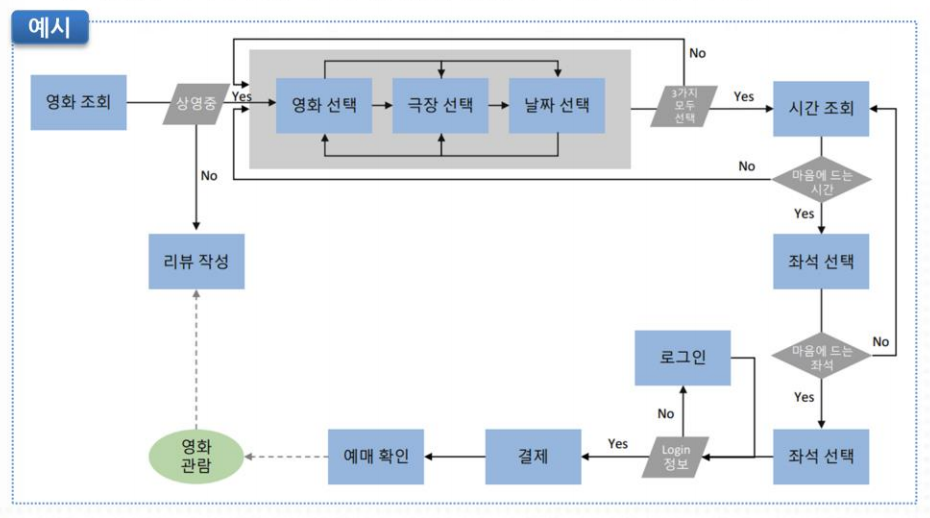 예시
영화 조회
상영중
Yes
No
영화 선택
극장 선택
날짜 선택
3가지
모두
선택
No
Yes
시간 조회
마음에 드는
시간
No
Yes
좌석 선택
마음에 드는
좌석
No
Yes
좌석 선택
Login
정보
No
로그인
Yes
결제
예매 확인
영화
관람
리뷰 작성